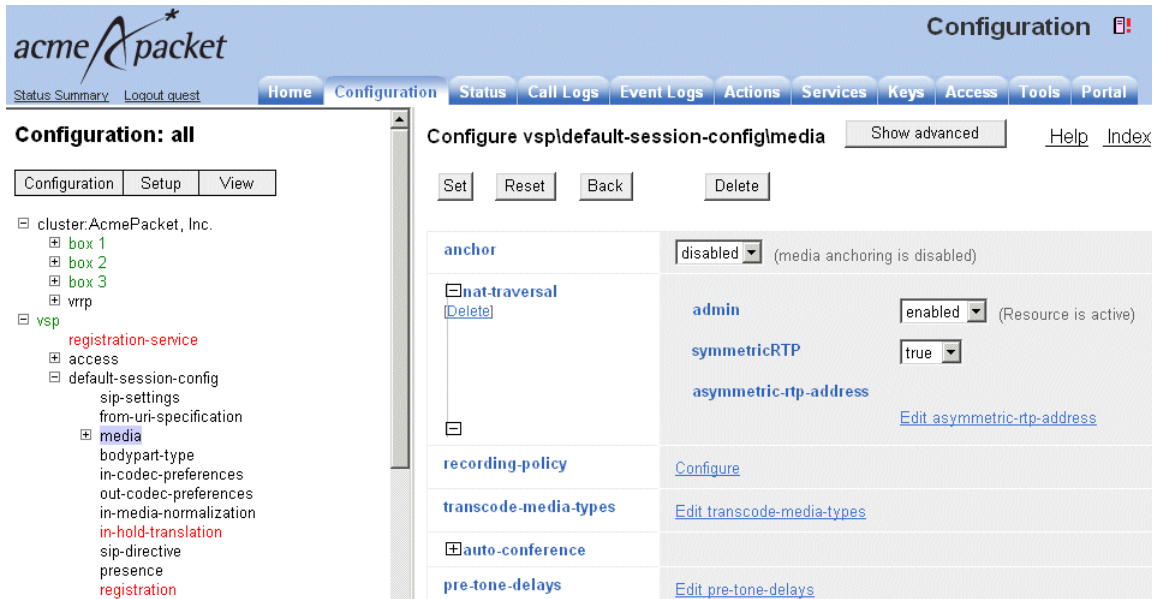 acme packet
Configuration
Status Summary Logout guest
Home Configuration Status Call Logs Event Logs Actions Services Keys Access Tools Portal
Configuration: all
Configuration Setup View
cluster:AcmePacket, Inc.
box 1
box 2
box 3
vrrp
vsp
registration-service
access
default-session-config
sip-settings
from-uri-specification
media
bodypart-type
in-codec-preferences
out-codec-preferences
in-media-normalization
in-hold-translation
sip-directive
presence
registration
Configure vsp\default-session-config\media Show advanced Help Index
Set Reset Back Delete
anchor disabled (media anchoring is disabled)
nat-traversal
[Delete]
admin enabled (Resource is active)
symmetricRTP true
asymmetric-rtp-address
Edit asymmetric-rtp-address
recording-policy Configure
transcode-media-types Edit transcode-media-types
auto-conference
pre-tone-delays Edit pre-tone-delays